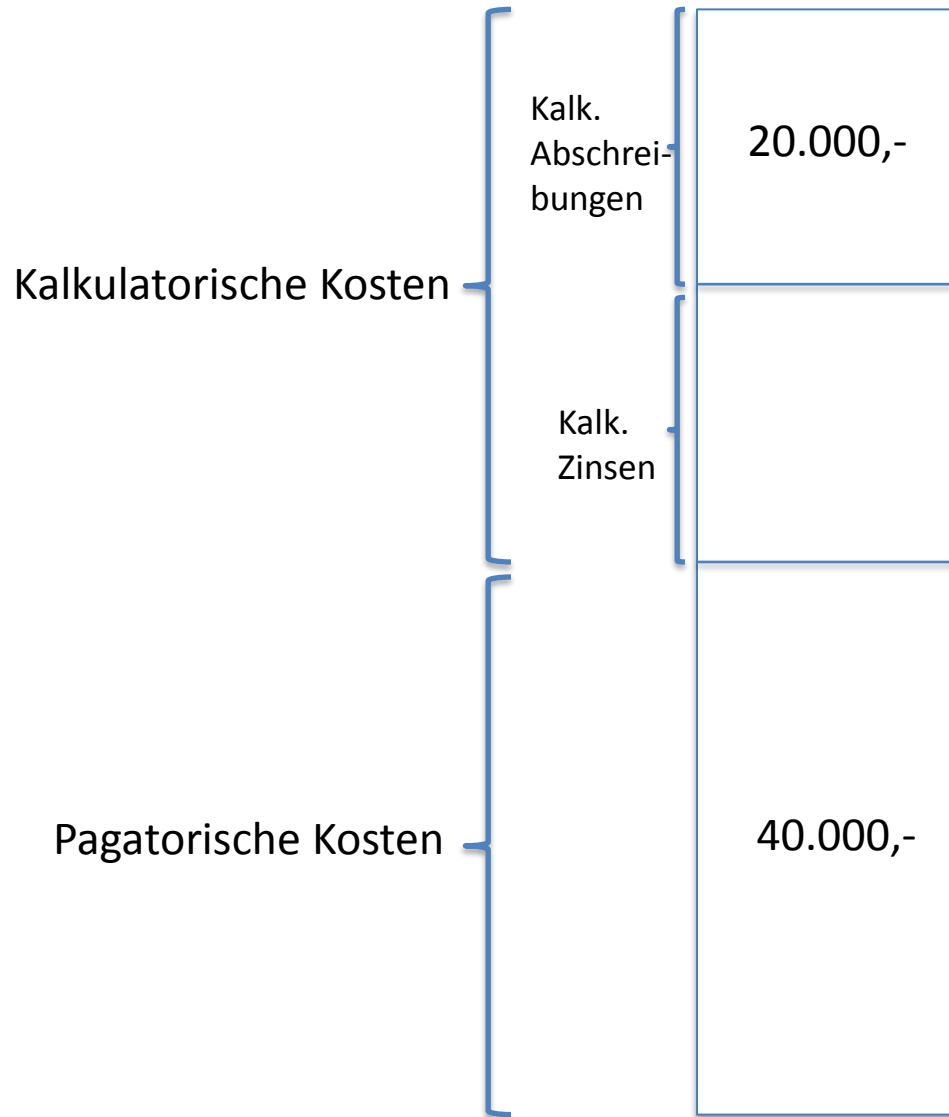 Kalk.
Abschrei-
bungen
20.000,-
Kalkulatorische Kosten
Kalk.
Zinsen
Pagatorische Kosten
40.000,-